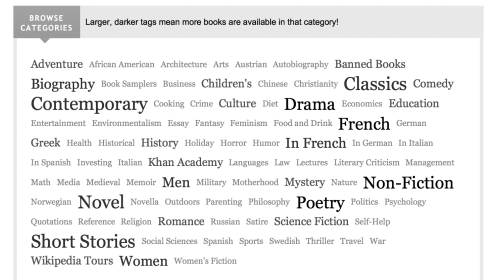 BROWSE
CATEGORIES
Larger, darker tags mean more books are available in that category!
Adventure African American Architecture Arts Austrian Autobiography Banned Books
Biography Book Samplers Business Children's Chinese Christianity Classics Comedy
Contemporary Cooking Crime Culture Diet Drama Economics Education
Entertainment Environmentalism Essay Fantasy Feminism Food and Drink French German
Greek Health Historical History Holiday Horror Humor In French In German In Italian
In Spanish Investing Italian Khan Academy Languages Law Lectures Literary Criticism Management
Math Media Medieval Memoir Men Military Motherhood Mystery Nature Non-Fiction
Norwegian Novel Novella Outdoors Parenting Philosophy Poetry Politics Psychology
Quotations Reference Religion Romance Russian Satire Science Fiction Self-Help
Short Stories Social Sciences Spanish Sports Swedish Thriller Travel War
Wikipedia Tours Women Women's Fiction